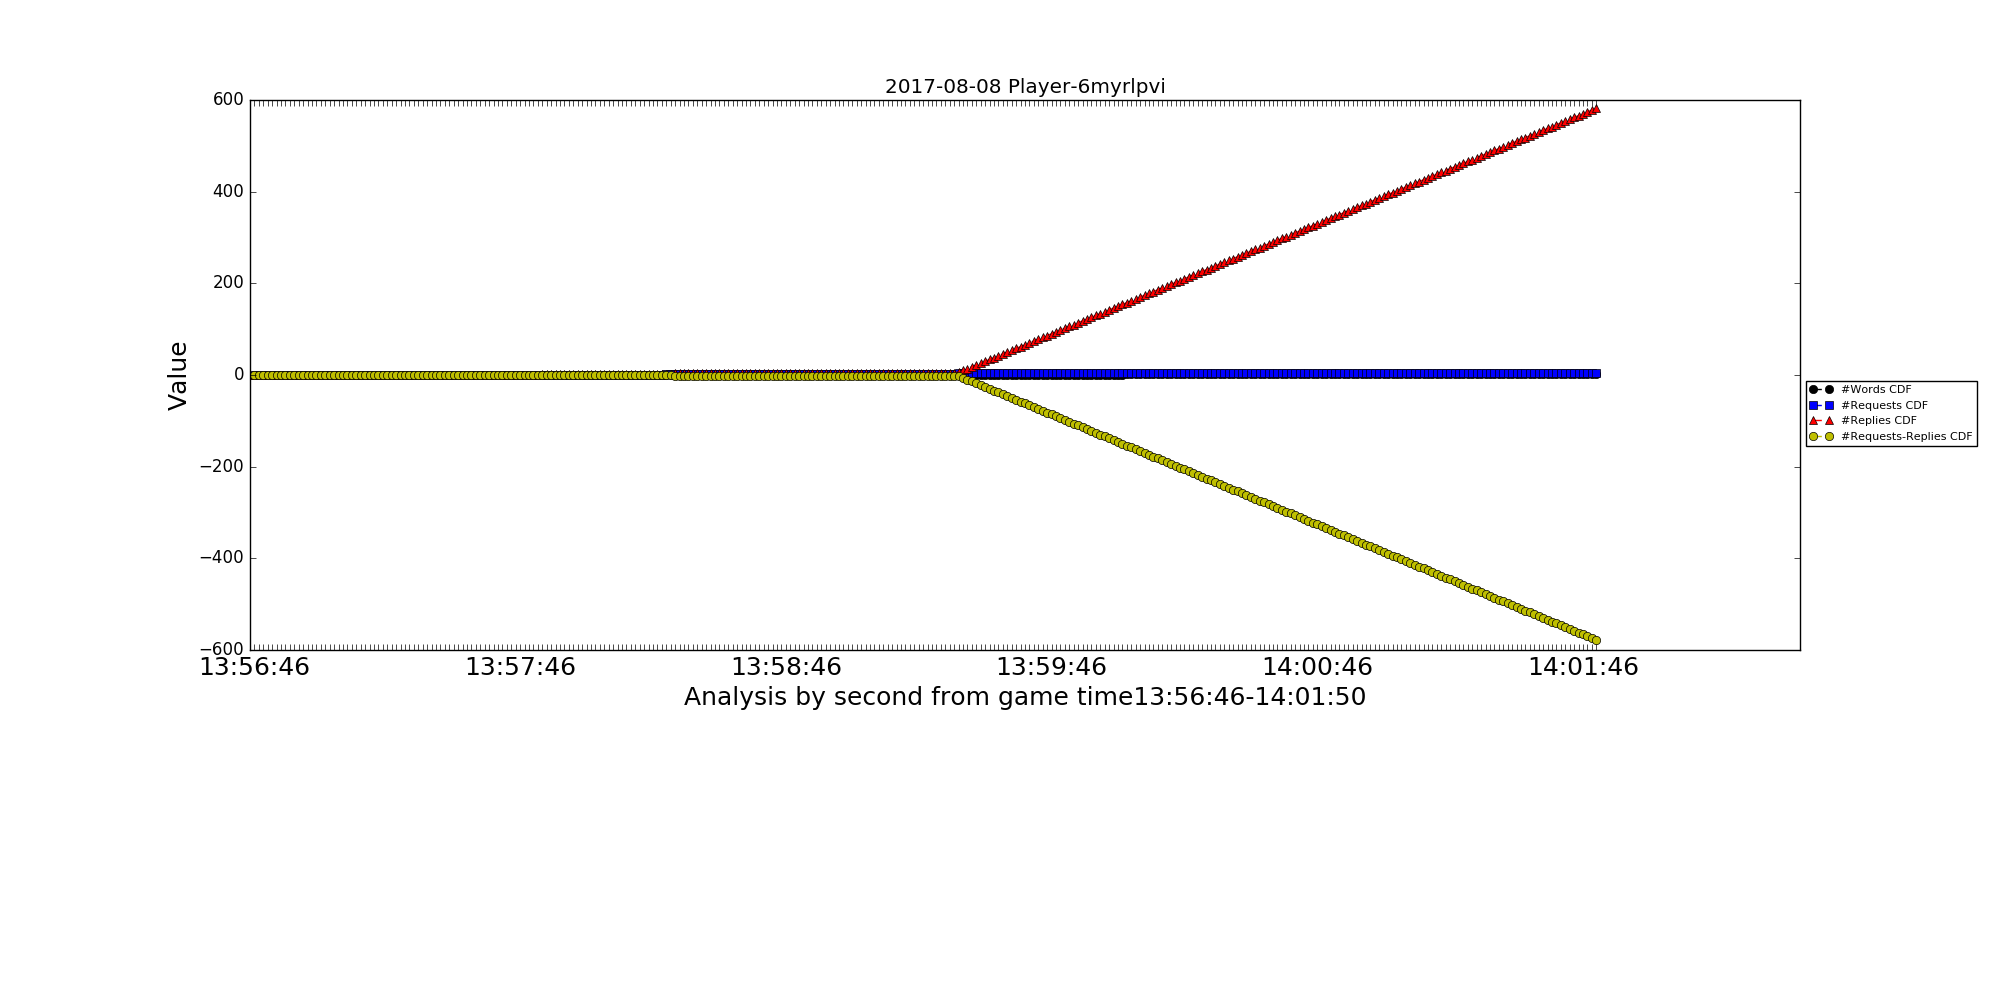 2017-08-08 Player-6myrlpvi
600
400
200
0
−200
−400
−600
Value
13:56:46 13:57:46 13:58:46 13:59:46 14:00:46 14:01:46
Analysis by second from game time13:56:46-14:01:50
#Words CDF
#Requests CDF
#Replies CDF
#Requests-Replies CDF